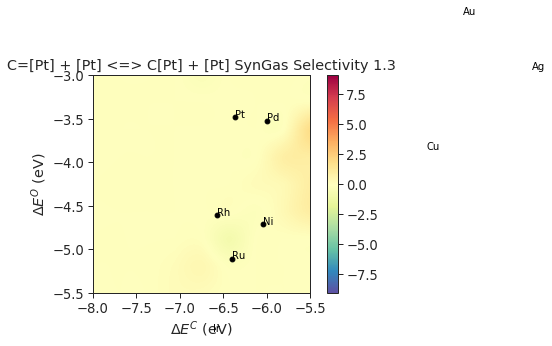 Au
C=[Pt] + [Pt] <=> C[Pt] + [Pt] SynGas Selectivity 1.3
Ag
−3.0
−3.5
−4.0
−4.5
−5.0
−5.5
ΔE^O (eV)
Pt
Pd
Rh
Ni
Ru
−8.0
−7.5
−7.0
−6.5
−6.0
−5.5
ΔE^C (eV)
7.5
5.0
2.5
0.0
−2.5
−5.0
−7.5
Cu